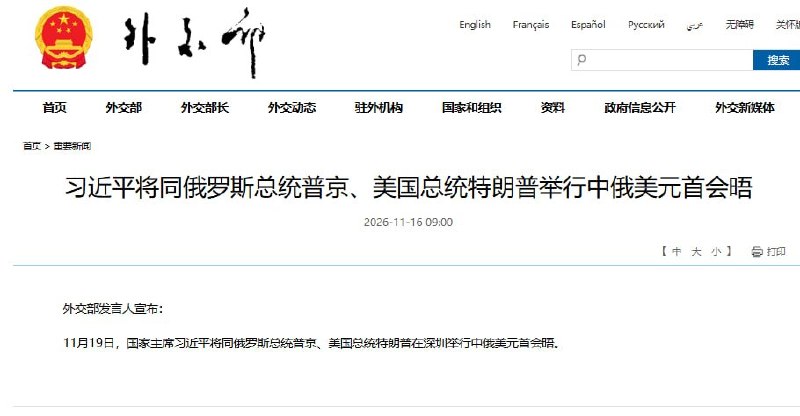 外交部
English Français Español Русский عربي 无障碍 关怀版
搜索
首页 外交部 外交部长 外交动态 驻外机构 国家和组织 资料 政府信息公开 外交新媒体
首页 > 重要新闻
习近平将同俄罗斯总统普京、美国总统特朗普举行中俄美元首会晤
2026-11-16 09:00
【 中 大 小 】 打印
外交部发言人宣布：
11月19日，国家主席习近平将同俄罗斯总统普京、美国总统特朗普在深圳举行中俄美元首会晤。